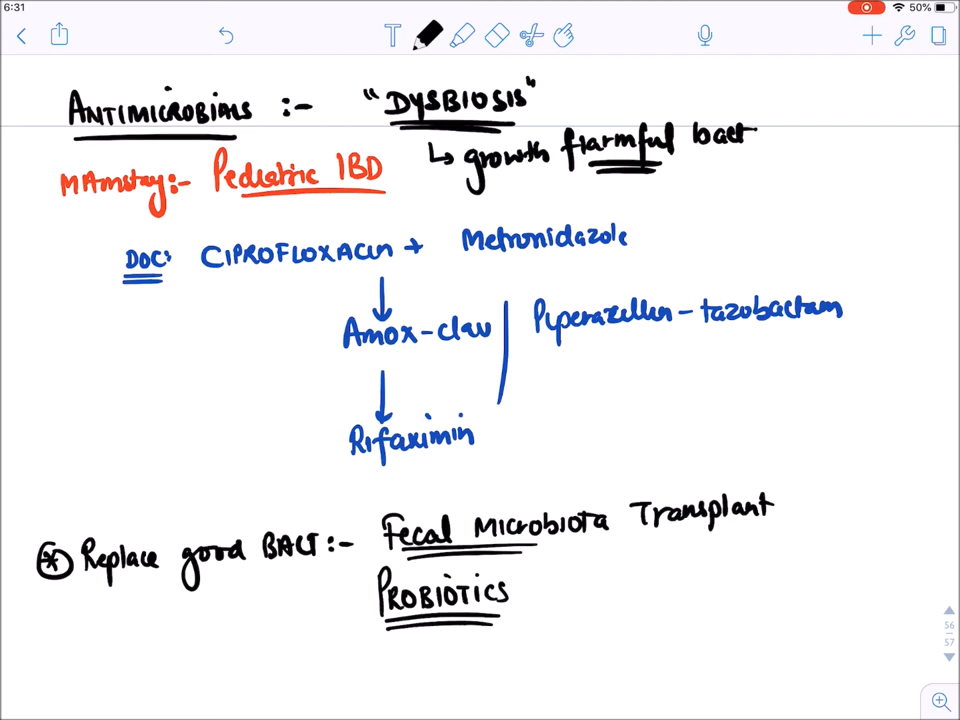 6:31 50%
ANTIMICROBIALS :- "DYSBIOSIS"
↳ growth Harmful bact
MAinstay:- Pediatric IBD
DOC: CIPROFLOXACIN + Metronidazole
Amox-clav | Pyperazillin - tazobactam
Rifaximin
* Replace good BACT :- Fecal MICROBIOTA Transplant
PROBIOTICS
56
57